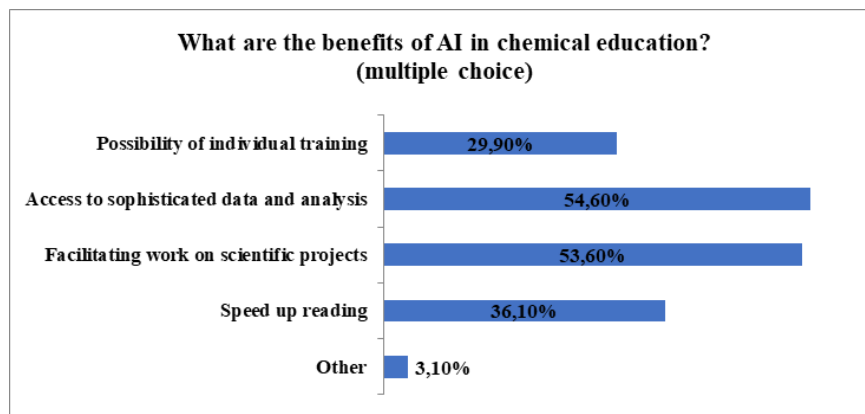 What are the benefits of AI in chemical education?
(multiple choice)
Possibility of individual training
29,90%
Access to sophisticated data and analysis
54,60%
Facilitating work on scientific projects
53,60%
Speed up reading
36,10%
Other
3,10%